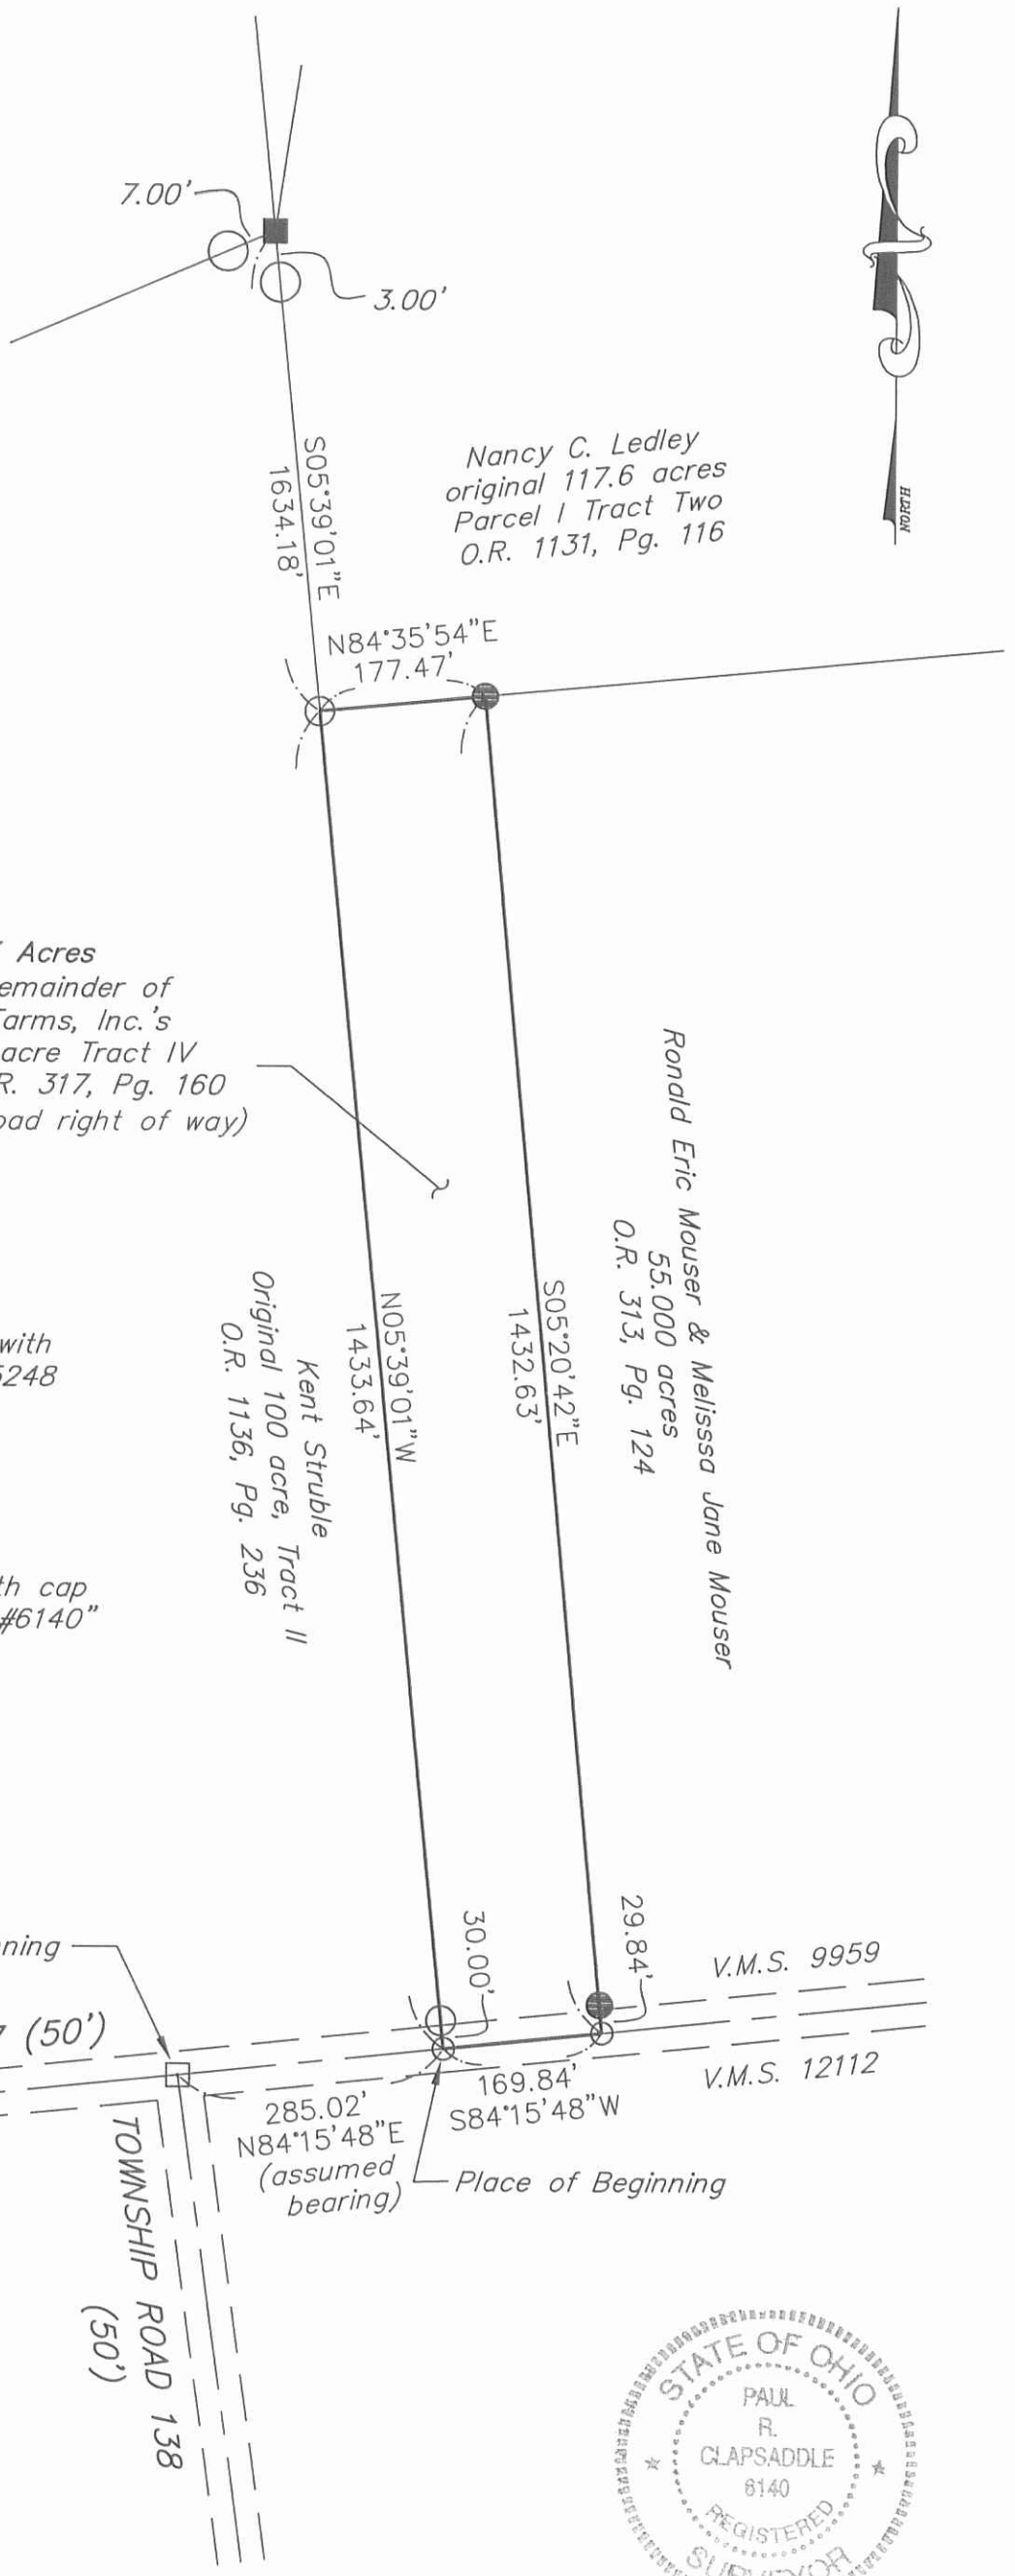 7.00'
3.00'
NORTH
Nancy C. Ledley
original 117.6 acres
Parcel I Tract Two
O.R. 1131, Pg. 116
S05°39'01"E
1634.18'
N84°35'54"E
177.47'
Acres
emainder of
Farms, Inc.'s
acre Tract IV
R. 317, Pg. 160
oad right of way)
Ronald Eric Mouser & Melisssa Jane Mouser
55.000 acres
O.R. 313, Pg. 124
S05°20'42"E
1432.63'
N05°39'01"W
1433.64'
Kent Struble
Original 100 acre, Tract II
O.R. 1136, Pg. 236
with
5248
th cap
#6140"
30.00'
29.84'
nning
V.M.S. 9959
(50')
V.M.S. 12112
169.84'
S84°15'48"W
285.02'
N84°15'48"E
(assumed
bearing)
Place of Beginning
TOWNSHIP ROAD 138
(50')
STATE OF OHIO
PAUL
R.
CLAPSADDLE
6140
REGISTERED
SURVEYOR